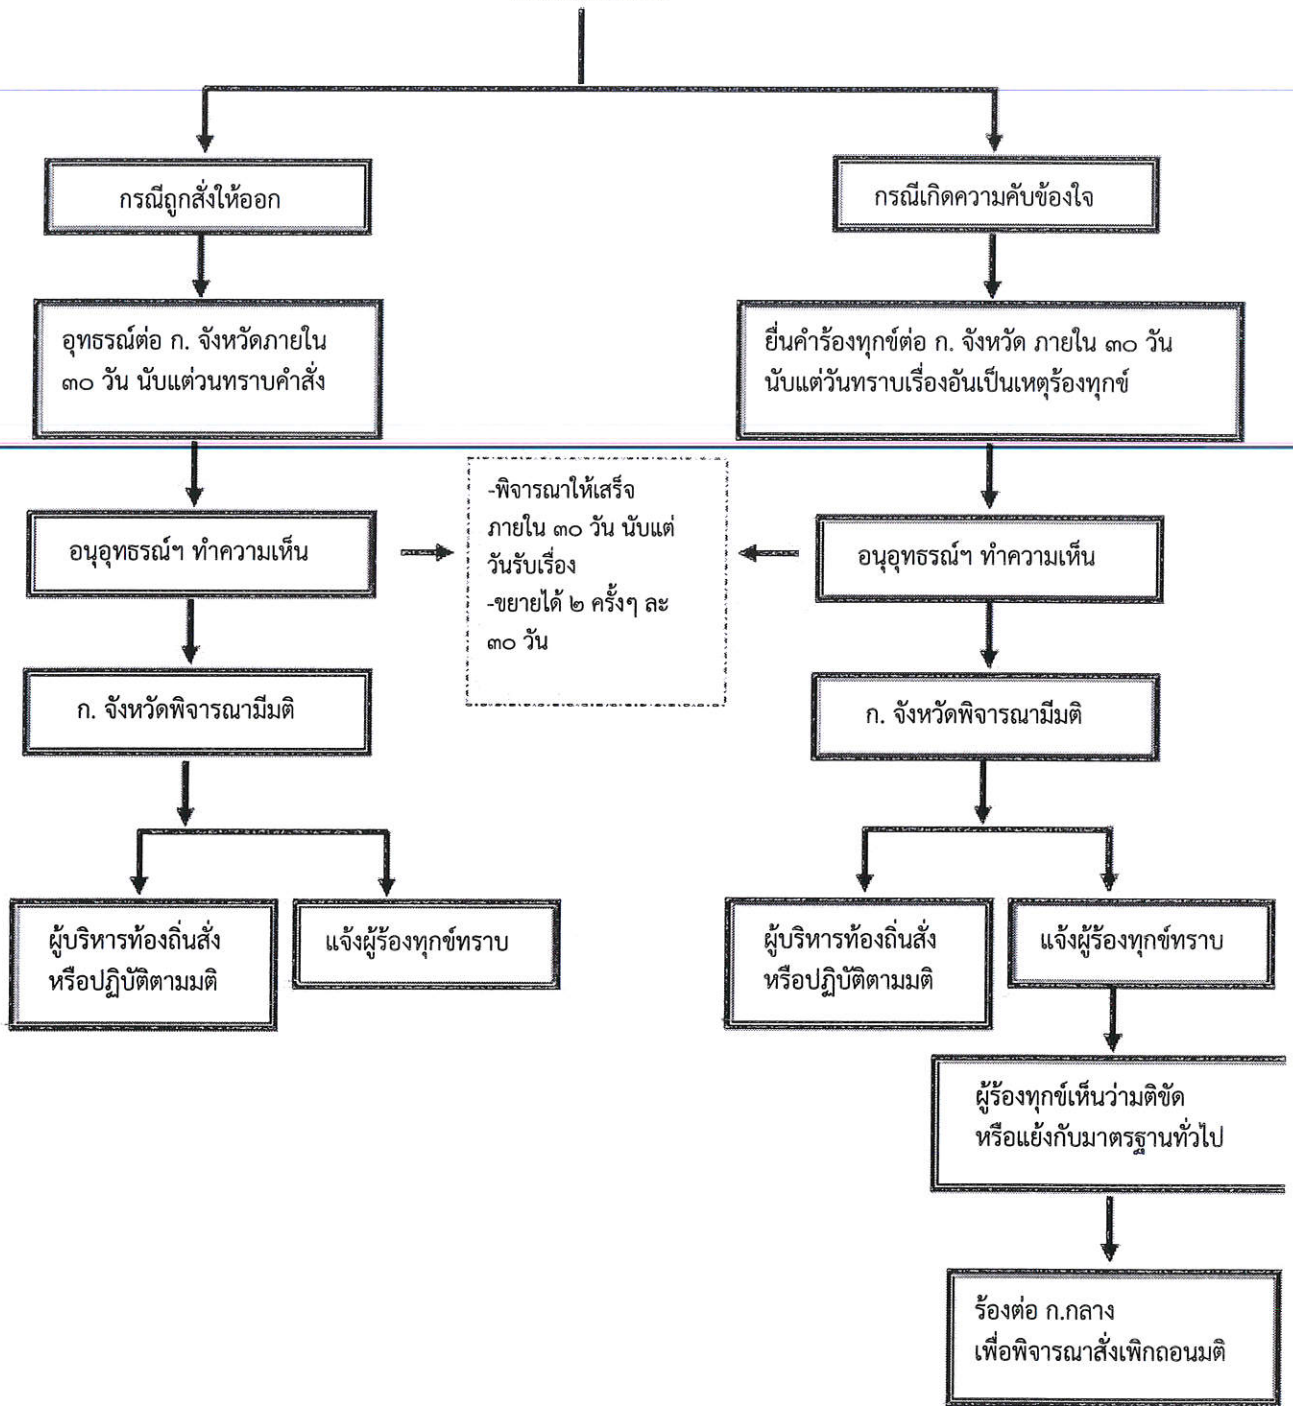 กรณีถูกสั่งให้ออก
กรณีเกิดความคับข้องใจ
อุทธรณ์ต่อ ก. จังหวัดภายใน
๓๐ วัน นับแต่วนทราบคำสั่ง
ยื่นคำร้องทุกข์ต่อ ก. จังหวัด ภายใน ๓๐ วัน
นับแต่วันทราบเรื่องอันเป็นเหตุร้องทุกข์
อนุอุทธรณ์ฯ ทำความเห็น
-พิจารณาให้เสร็จ
ภายใน ๓๐ วัน นับแต่
วันรับเรื่อง
-ขยายได้ ๒ ครั้งๆ ละ
๓๐ วัน
อนุอุทธรณ์ฯ ทำความเห็น
ก. จังหวัดพิจารณามีมติ
ก. จังหวัดพิจารณามีมติ
ผู้บริหารท้องถิ่นสั่ง
หรือปฏิบัติตามมติ
แจ้งผู้ร้องทุกข์ทราบ
ผู้บริหารท้องถิ่นสั่ง
หรือปฏิบัติตามมติ
แจ้งผู้ร้องทุกข์ทราบ
ผู้ร้องทุกข์เห็นว่ามติขัด
หรือแย้งกับมาตรฐานทั่วไป
ร้องต่อ ก.กลาง
เพื่อพิจารณาสั่งเพิกถอนมติ